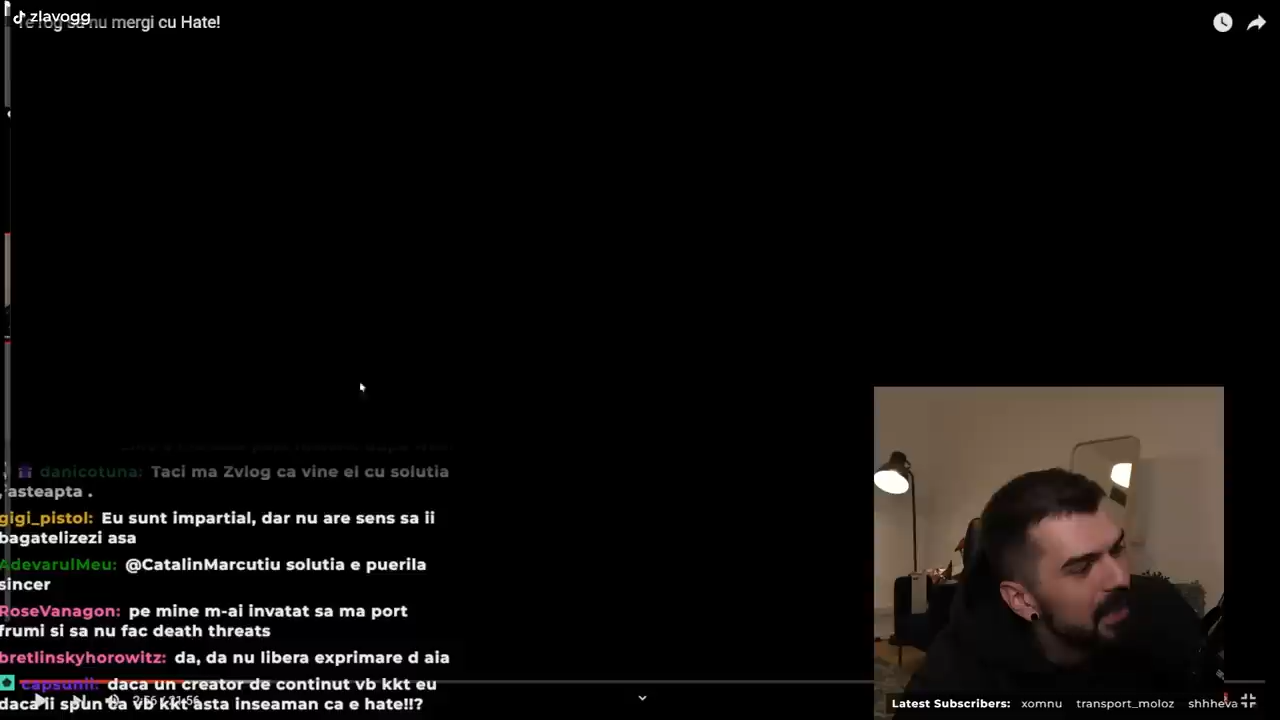 zlavogg
Te rog sa nu mergi cu Hate!
danicotuna: Taci ma Zvlog ca vine el cu solutia
, asteapta .
gigi_pistol: Eu sunt impartial, dar nu are sens sa ii
bagatelizezi asa
AdevarulMeu: @CatalinMarcutiu solutia e puerila
sincer
RoseVanagon: pe mine m-ai invatat sa ma port
frumi si sa nu fac death threats
bretlinskyhorowitz: da, da nu libera exprimare d aia
capsunii: daca un creator de continut vb kkt eu
daca ii spun ca vb kkt asta inseaman ca e hate!!?
Latest Subscribers: xomnu transport_moloz shhheva